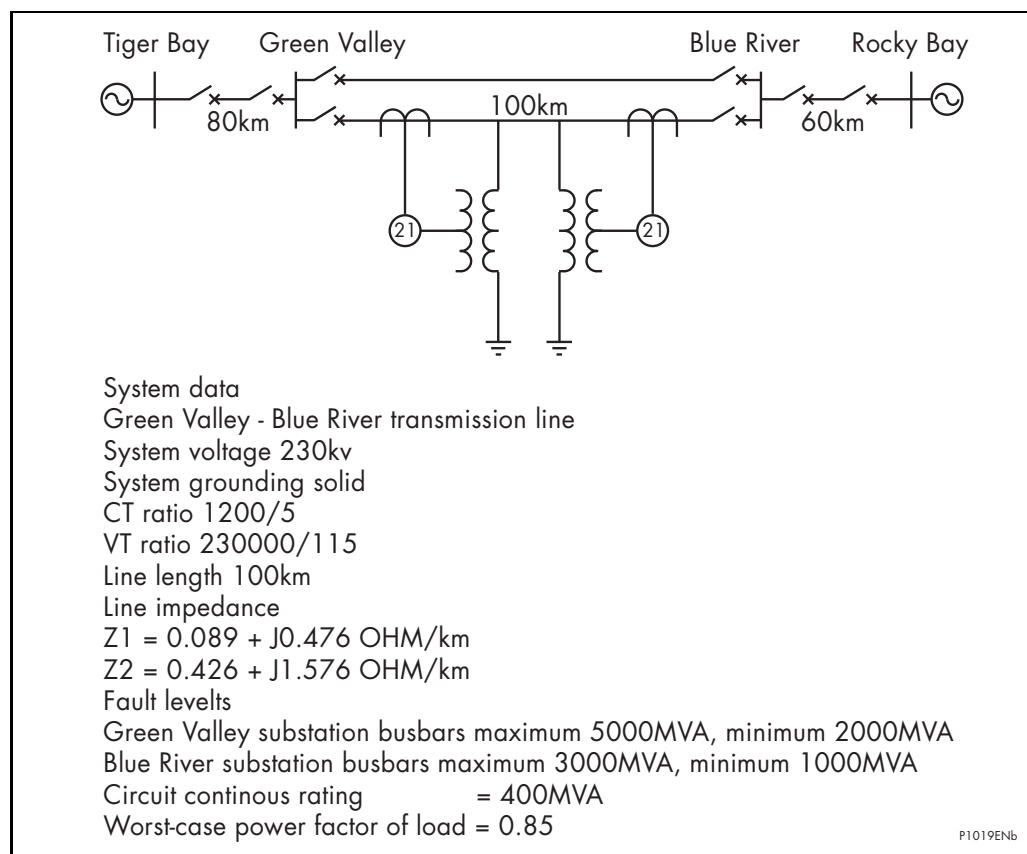 Tiger Bay Green Valley Blue River Rocky Bay
100km
80km 60km
21 21
System data
Green Valley - Blue River transmission line
System voltage 230kv
System grounding solid
CT ratio 1200/5
VT ratio 230000/115
Line length 100km
Line impedance
Z1 = 0.089 + J0.476 OHM/km
Z2 = 0.426 + J1.576 OHM/km
Fault levelts
Green Valley substation busbars maximum 5000MVA, minimum 2000MVA
Blue River substation busbars maximum 3000MVA, minimum 1000MVA
Circuit continous rating = 400MVA
Worst-case power factor of load = 0.85
P1019ENb